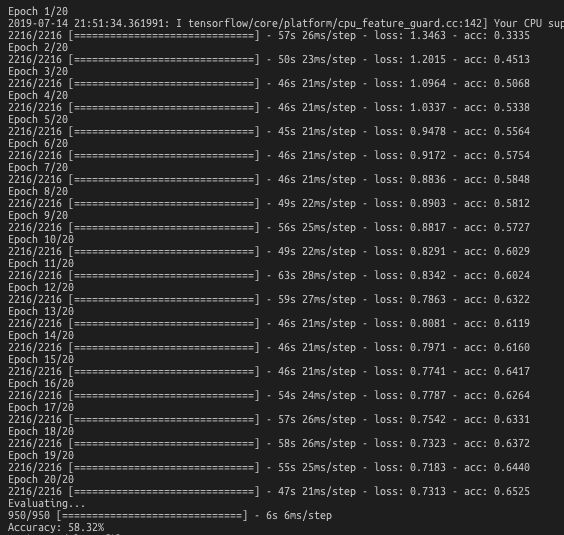 Epoch 1/20
2019-07-14 21:51:34.361991: I tensorflow/core/platform/cpu_feature_guard.cc:142] Your CPU sup
2216/2216 [==============================] - 57s 26ms/step - loss: 1.3463 - acc: 0.3335
Epoch 2/20
2216/2216 [==============================] - 50s 23ms/step - loss: 1.2015 - acc: 0.4513
Epoch 3/20
2216/2216 [==============================] - 46s 21ms/step - loss: 1.0964 - acc: 0.5068
Epoch 4/20
2216/2216 [==============================] - 46s 21ms/step - loss: 1.0337 - acc: 0.5338
Epoch 5/20
2216/2216 [==============================] - 45s 21ms/step - loss: 0.9478 - acc: 0.5564
Epoch 6/20
2216/2216 [==============================] - 46s 21ms/step - loss: 0.9172 - acc: 0.5754
Epoch 7/20
2216/2216 [==============================] - 46s 21ms/step - loss: 0.8836 - acc: 0.5848
Epoch 8/20
2216/2216 [==============================] - 49s 22ms/step - loss: 0.8903 - acc: 0.5812
Epoch 9/20
2216/2216 [==============================] - 56s 25ms/step - loss: 0.8817 - acc: 0.5727
Epoch 10/20
2216/2216 [==============================] - 49s 22ms/step - loss: 0.8291 - acc: 0.6029
Epoch 11/20
2216/2216 [==============================] - 63s 28ms/step - loss: 0.8342 - acc: 0.6024
Epoch 12/20
2216/2216 [==============================] - 59s 27ms/step - loss: 0.7863 - acc: 0.6322
Epoch 13/20
2216/2216 [==============================] - 46s 21ms/step - loss: 0.8081 - acc: 0.6119
Epoch 14/20
2216/2216 [==============================] - 46s 21ms/step - loss: 0.7971 - acc: 0.6160
Epoch 15/20
2216/2216 [==============================] - 46s 21ms/step - loss: 0.7741 - acc: 0.6417
Epoch 16/20
2216/2216 [==============================] - 54s 24ms/step - loss: 0.7787 - acc: 0.6264
Epoch 17/20
2216/2216 [==============================] - 57s 26ms/step - loss: 0.7542 - acc: 0.6331
Epoch 18/20
2216/2216 [==============================] - 58s 26ms/step - loss: 0.7323 - acc: 0.6372
Epoch 19/20
2216/2216 [==============================] - 55s 25ms/step - loss: 0.7183 - acc: 0.6440
Epoch 20/20
2216/2216 [==============================] - 47s 21ms/step - loss: 0.7313 - acc: 0.6525
Evaluating...
950/950 [==============================] - 6s 6ms/step
Accuracy: 58.32%